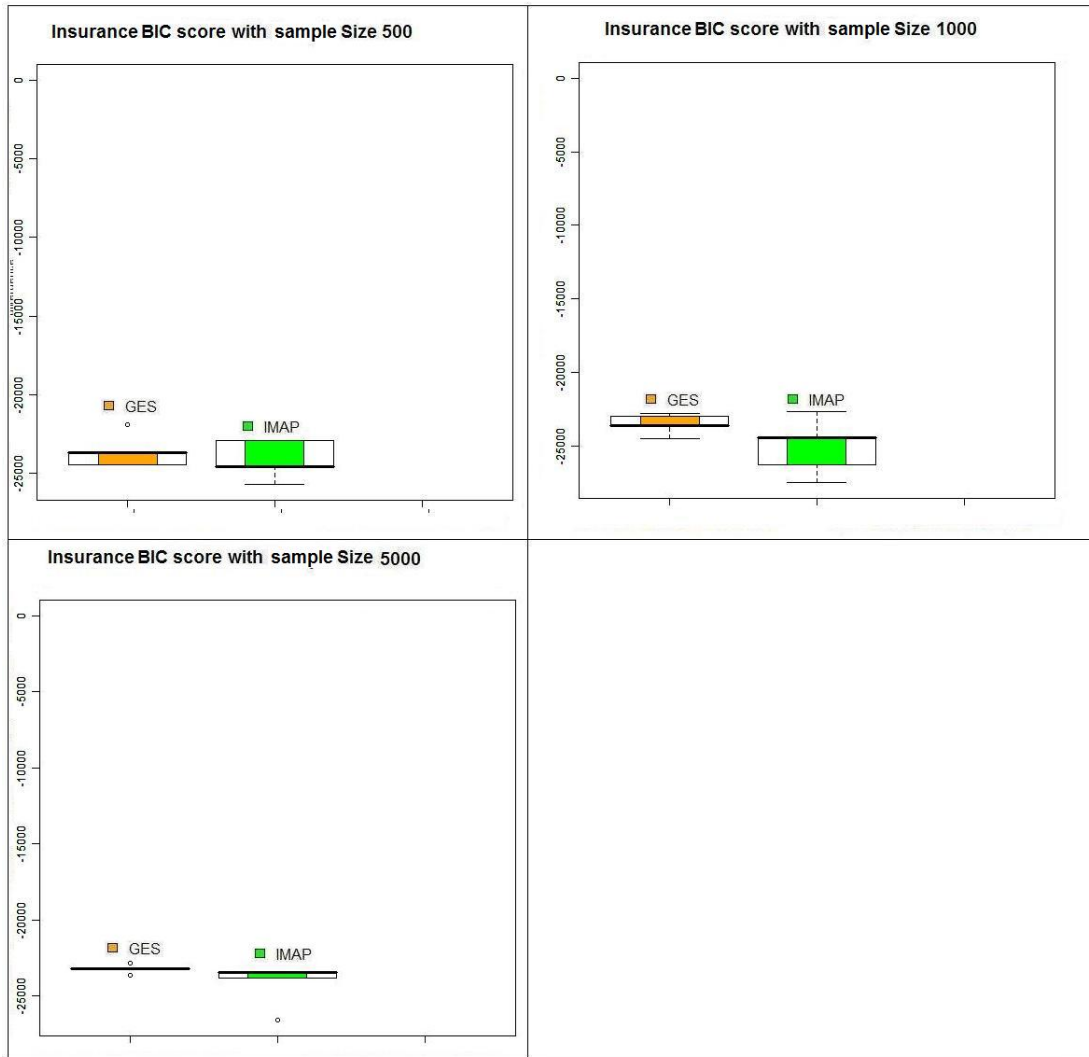 Insurance BIC score with sample Size 500
0
-5000
-10000
-15000
-20000
-25000
GES
IMAP
Insurance BIC score with sample Size 1000
0
-5000
-10000
-15000
-20000
-25000
GES
IMAP
Insurance BIC score with sample Size 5000
0
-5000
-10000
-15000
-20000
-25000
GES
IMAP